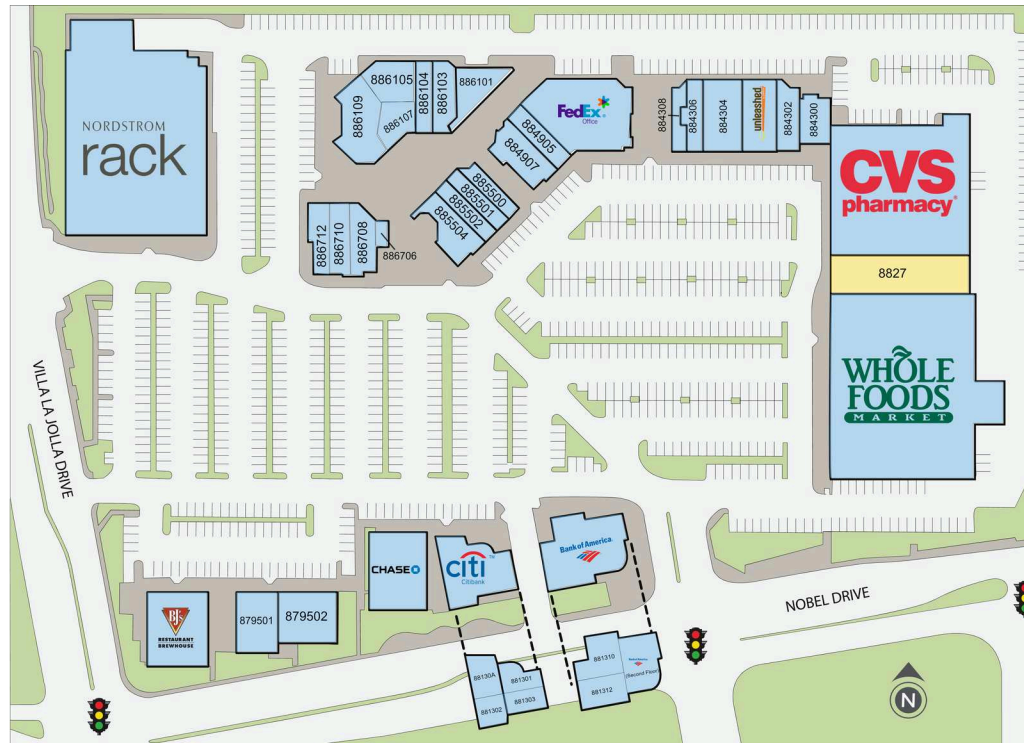 NORDSTROM
rack
886109
886105
886107
886104
886103
886101
FedEx®
Office
884905
884907
884308
884306
884304
unleashed
884302
884300
CVS
pharmacy®
8827
WHOLE
FOODS
MARKET
885500
885501
885502
885504
886712
886710
886708
886706
VILLA LA JOLLA DRIVE
BJ's
RESTAURANT
BREWHOUSE
879501
879502
CHASE
citi
Citibank
Bank of America
NOBEL DRIVE
88130A
881301
881302
881303
881310
881312
Bank of America
(Second Floor)
N